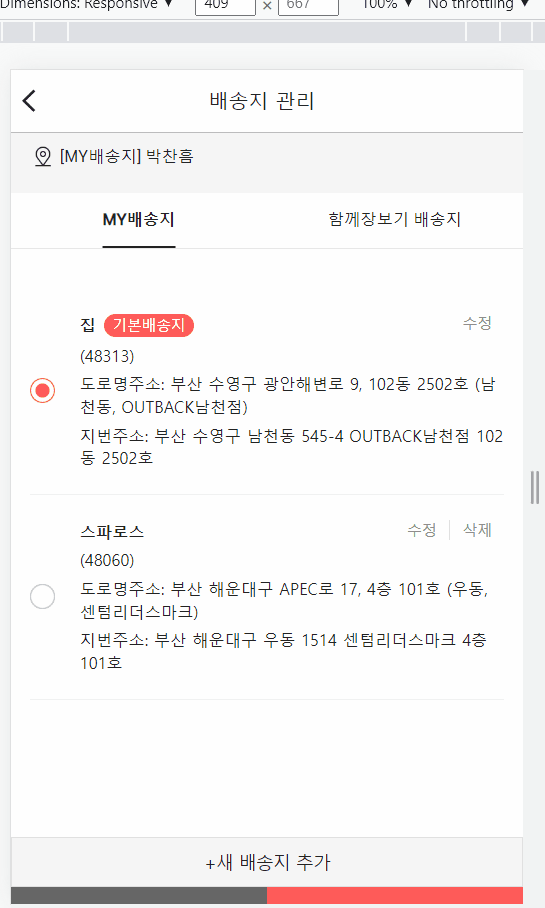 Dimensions: Responsive ▼ 409 × 667 100% ▼ No throttling ▼
배송지 관리
[MY배송지] 박찬흠
MY배송지 함께장보기 배송지
집 기본배송지 수정
(48313)
도로명주소: 부산 수영구 광안해변로 9, 102동 2502호 (남
천동, OUTBACK남천점)
지번주소: 부산 수영구 남천동 545-4 OUTBACK남천점 102
동 2502호
스파로스 수정 삭제
(48060)
도로명주소: 부산 해운대구 APEC로 17, 4층 101호 (우동,
센텀리더스마크)
지번주소: 부산 해운대구 우동 1514 센텀리더스마크 4층
101호
+새 배송지 추가